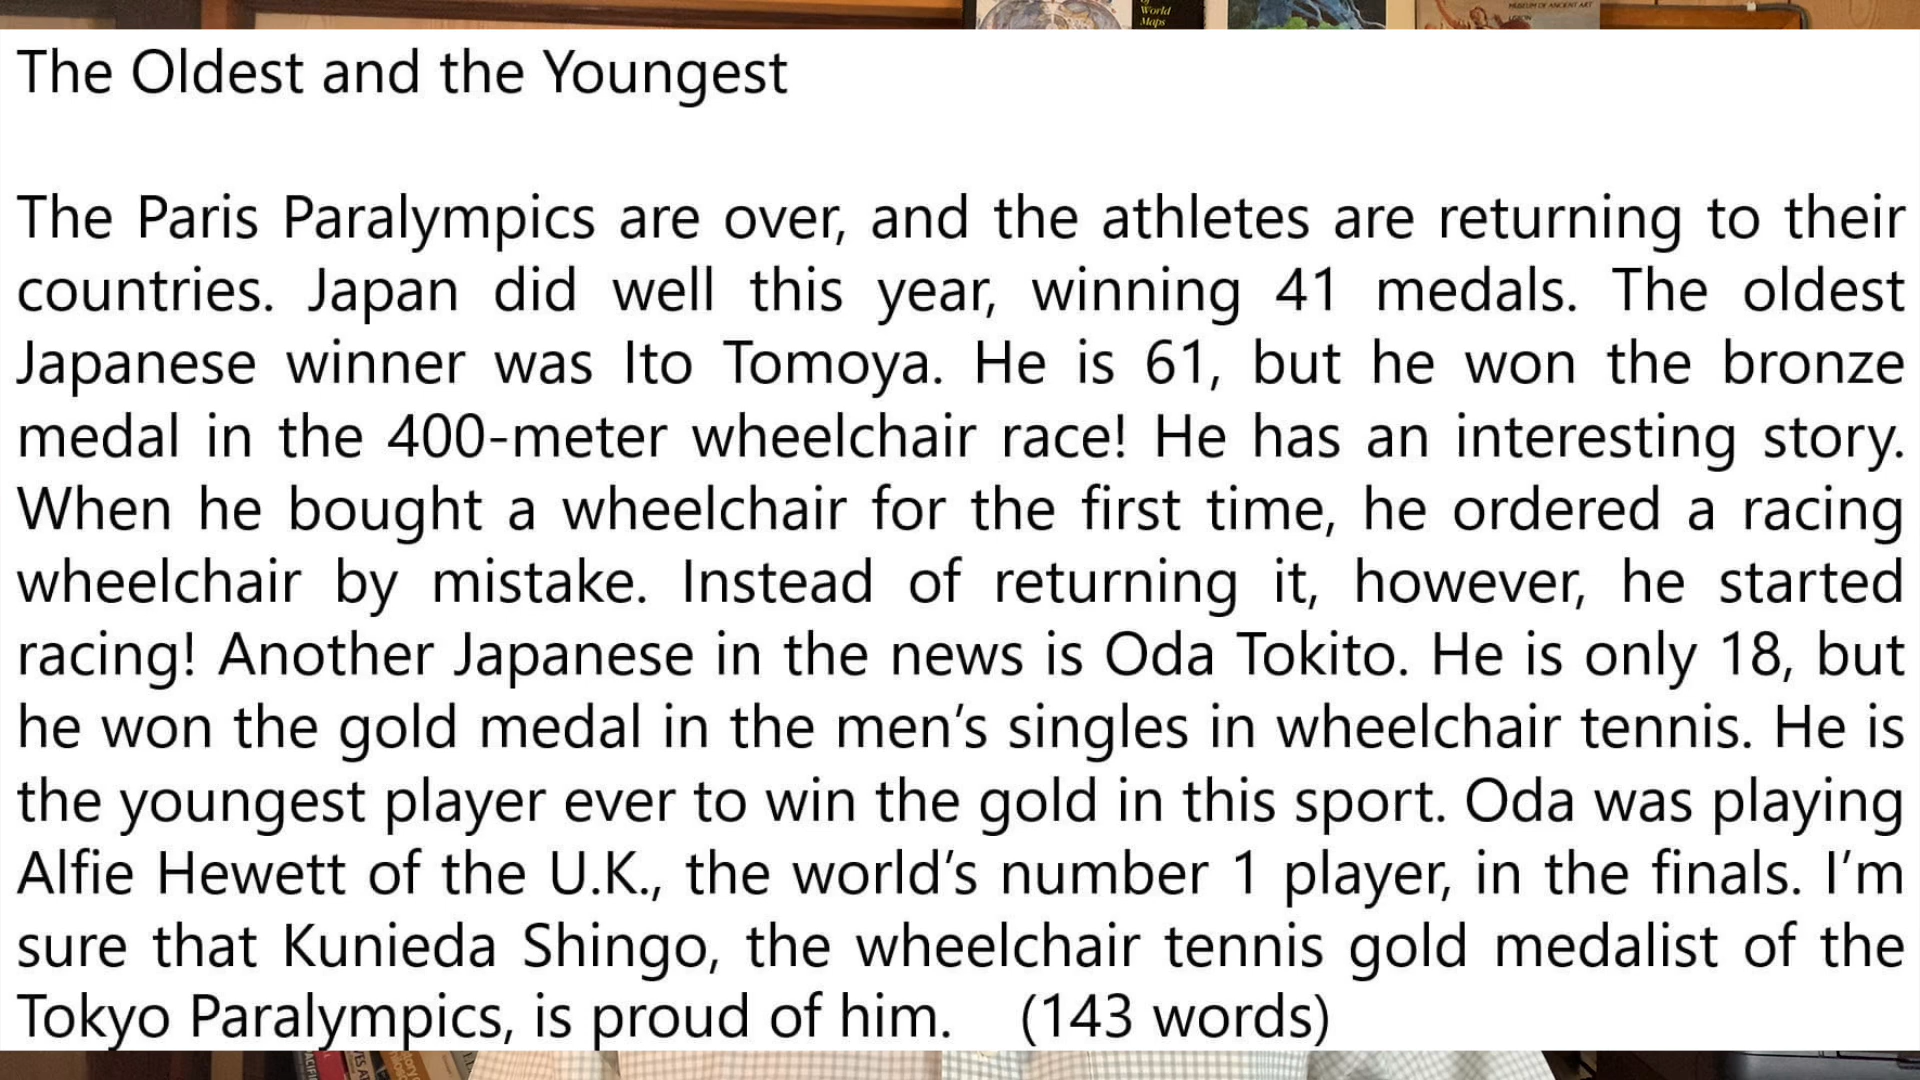 of
World
Maps
MUSEUM OF ANCIENT ART
The Oldest and the Youngest
The Paris Paralympics are over, and the athletes are returning to their
countries. Japan did well this year, winning 41 medals. The oldest
Japanese winner was Ito Tomoya. He is 61, but he won the bronze
medal in the 400-meter wheelchair race! He has an interesting story.
When he bought a wheelchair for the first time, he ordered a racing
wheelchair by mistake. Instead of returning it, however, he started
racing! Another Japanese in the news is Oda Tokito. He is only 18, but
he won the gold medal in the men’s singles in wheelchair tennis. He is
the youngest player ever to win the gold in this sport. Oda was playing
Alfie Hewett of the U.K., the world’s number 1 player, in the finals. I’m
sure that Kunieda Shingo, the wheelchair tennis gold medalist of the
Tokyo Paralympics, is proud of him. (143 words)